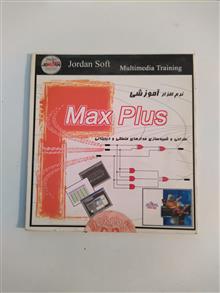 Jordan Soft
Multimedia Training
نرم افزار آموزشی
Max Plus
طراحی و شبیه‌سازی مدارهای منطقی و دیجیتالی